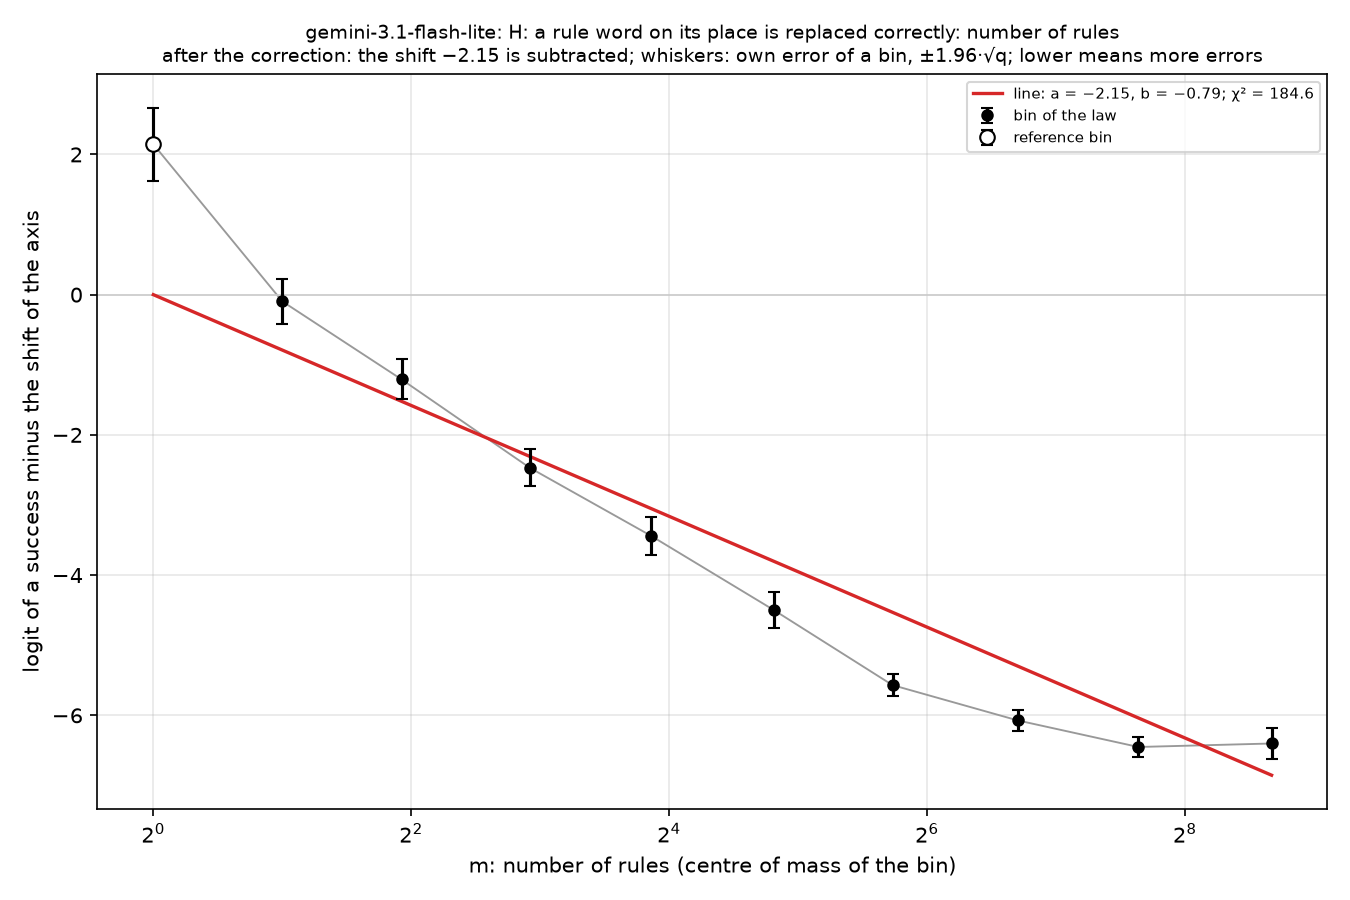 gemini-3.1-flash-lite: H: a rule word on its place is replaced correctly: number of rules
after the correction: the shift −2.15 is subtracted; whiskers: own error of a bin, ±1.96·√q; lower means more errors
line: a = −2.15, b = −0.79; χ² = 184.6
bin of the law
reference bin
logit of a success minus the shift of the axis
2
0
−2
−4
−6
2⁰
2²
2⁴
2⁶
2⁸
m: number of rules (centre of mass of the bin)